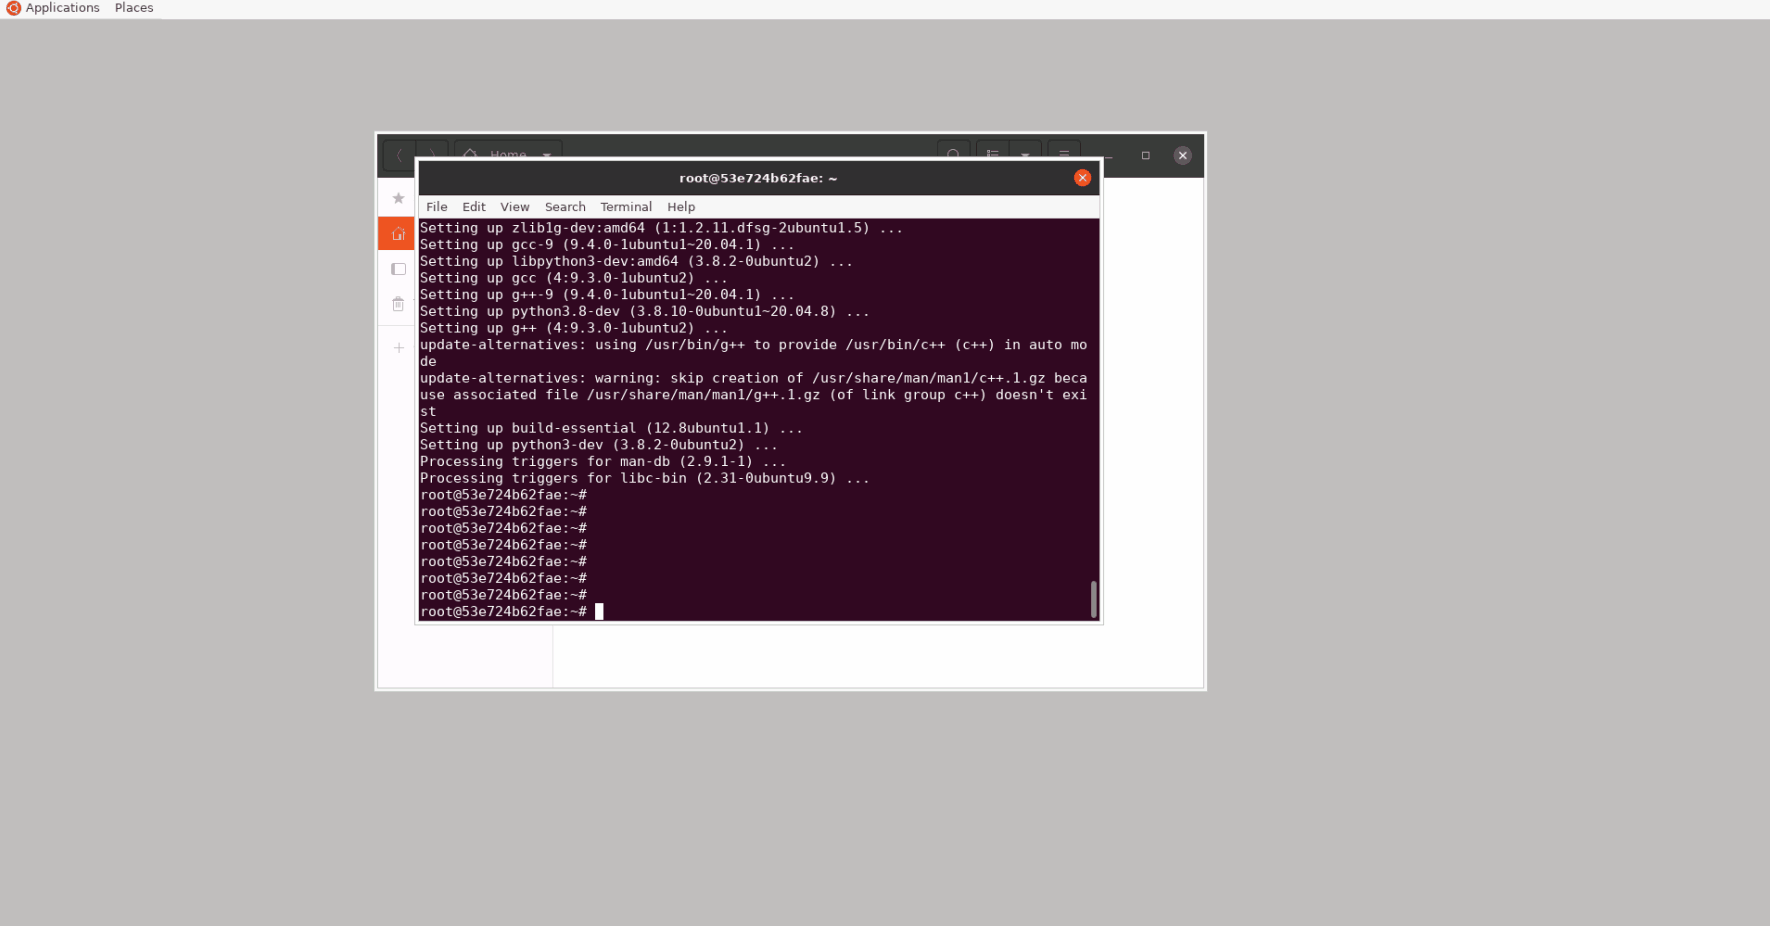 Applications Places
Home
root@53e724b62fae: ~
File Edit View Search Terminal Help
Setting up zlib1g-dev:amd64 (1:1.2.11.dfsg-2ubuntu1.5) ...
Setting up gcc-9 (9.4.0-1ubuntu1~20.04.1) ...
Setting up libpython3-dev:amd64 (3.8.2-0ubuntu2) ...
Setting up gcc (4:9.3.0-1ubuntu2) ...
Setting up g++-9 (9.4.0-1ubuntu1~20.04.1) ...
Setting up python3.8-dev (3.8.10-0ubuntu1~20.04.8) ...
Setting up g++ (4:9.3.0-1ubuntu2) ...
update-alternatives: using /usr/bin/g++ to provide /usr/bin/c++ (c++) in auto mo
de
update-alternatives: warning: skip creation of /usr/share/man/man1/c++.1.gz beca
use associated file /usr/share/man/man1/g++.1.gz (of link group c++) doesn't exi
st
Setting up build-essential (12.8ubuntu1.1) ...
Setting up python3-dev (3.8.2-0ubuntu2) ...
Processing triggers for man-db (2.9.1-1) ...
Processing triggers for libc-bin (2.31-0ubuntu9.9) ...
root@53e724b62fae:~#
root@53e724b62fae:~#
root@53e724b62fae:~#
root@53e724b62fae:~#
root@53e724b62fae:~#
root@53e724b62fae:~#
root@53e724b62fae:~#
root@53e724b62fae:~#